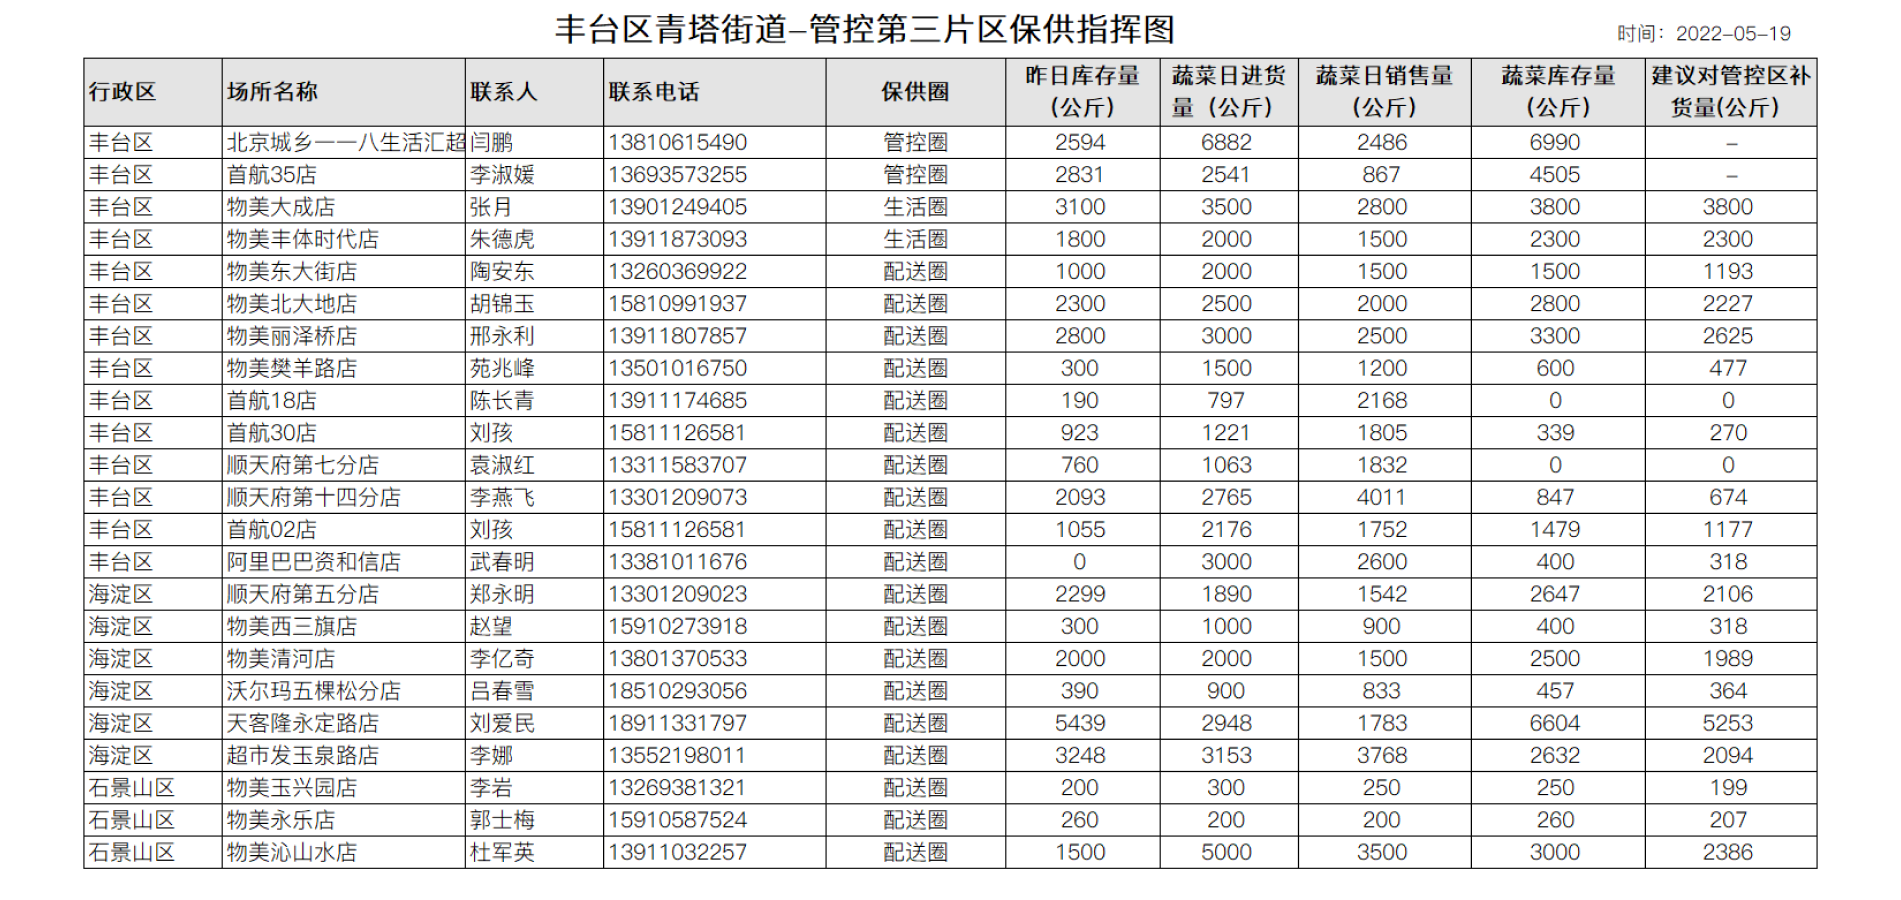 丰台区青塔街道-管控第三片区保供指挥图
时间：2022-05-19
行政区 场所名称 联系人 联系电话 保供圈 昨日库存量（公斤） 蔬菜日进货量（公斤） 蔬菜日销售量（公斤） 蔬菜库存量（公斤） 建议对管控区补货量(公斤)
丰台区 北京城乡一一八生活汇超 闫鹏 13810615490 管控圈 2594 6882 2486 6990 -
丰台区 首航35店 李淑媛 13693573255 管控圈 2831 2541 867 4505 -
丰台区 物美大成店 张月 13901249405 生活圈 3100 3500 2800 3800 3800
丰台区 物美丰体时代店 朱德虎 13911873093 生活圈 1800 2000 1500 2300 2300
丰台区 物美东大街店 陶安东 13260369922 配送圈 1000 2000 1500 1500 1193
丰台区 物美北大地店 胡锦玉 15810991937 配送圈 2300 2500 2000 2800 2227
丰台区 物美丽泽桥店 邢永利 13911807857 配送圈 2800 3000 2500 3300 2625
丰台区 物美樊羊路店 苑兆峰 13501016750 配送圈 300 1500 1200 600 477
丰台区 首航18店 陈长青 13911174685 配送圈 190 797 2168 0 0
丰台区 首航30店 刘孩 15811126581 配送圈 923 1221 1805 339 270
丰台区 顺天府第七分店 袁淑红 13311583707 配送圈 760 1063 1832 0 0
丰台区 顺天府第十四分店 李燕飞 13301209073 配送圈 2093 2765 4011 847 674
丰台区 首航02店 刘孩 15811126581 配送圈 1055 2176 1752 1479 1177
丰台区 阿里巴巴资和信店 武春明 13381011676 配送圈 0 3000 2600 400 318
海淀区 顺天府第五分店 郑永明 13301209023 配送圈 2299 1890 1542 2647 2106
海淀区 物美西三旗店 赵望 15910273918 配送圈 300 1000 900 400 318
海淀区 物美清河店 李亿奇 13801370533 配送圈 2000 2000 1500 2500 1989
海淀区 沃尔玛五棵松分店 吕春雪 18510293056 配送圈 390 900 833 457 364
海淀区 天客隆永定路店 刘爱民 18911331797 配送圈 5439 2948 1783 6604 5253
海淀区 超市发玉泉路店 李娜 13552198011 配送圈 3248 3153 3768 2632 2094
石景山区 物美玉兴园店 李岩 13269381321 配送圈 200 300 250 250 199
石景山区 物美永乐店 郭士梅 15910587524 配送圈 260 200 200 260 207
石景山区 物美沁山水店 杜军英 13911032257 配送圈 1500 5000 3500 3000 2386